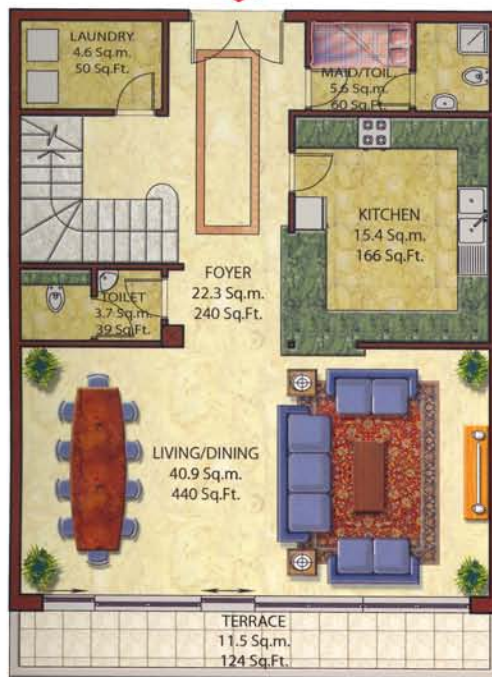 LAUNDRY
4.6 Sq.m.
50 Sq.Ft.
MAID/TOIL.
5.6 Sq.m.
60 Sq.Ft.
KITCHEN
15.4 Sq.m.
166 Sq.Ft.
FOYER
22.3 Sq.m.
240 Sq.Ft.
TOILET
3.7 Sq.m.
39 Sq.Ft.
LIVING/DINING
40.9 Sq.m.
440 Sq.Ft.
TERRACE
11.5 Sq.m.
124 Sq.Ft.